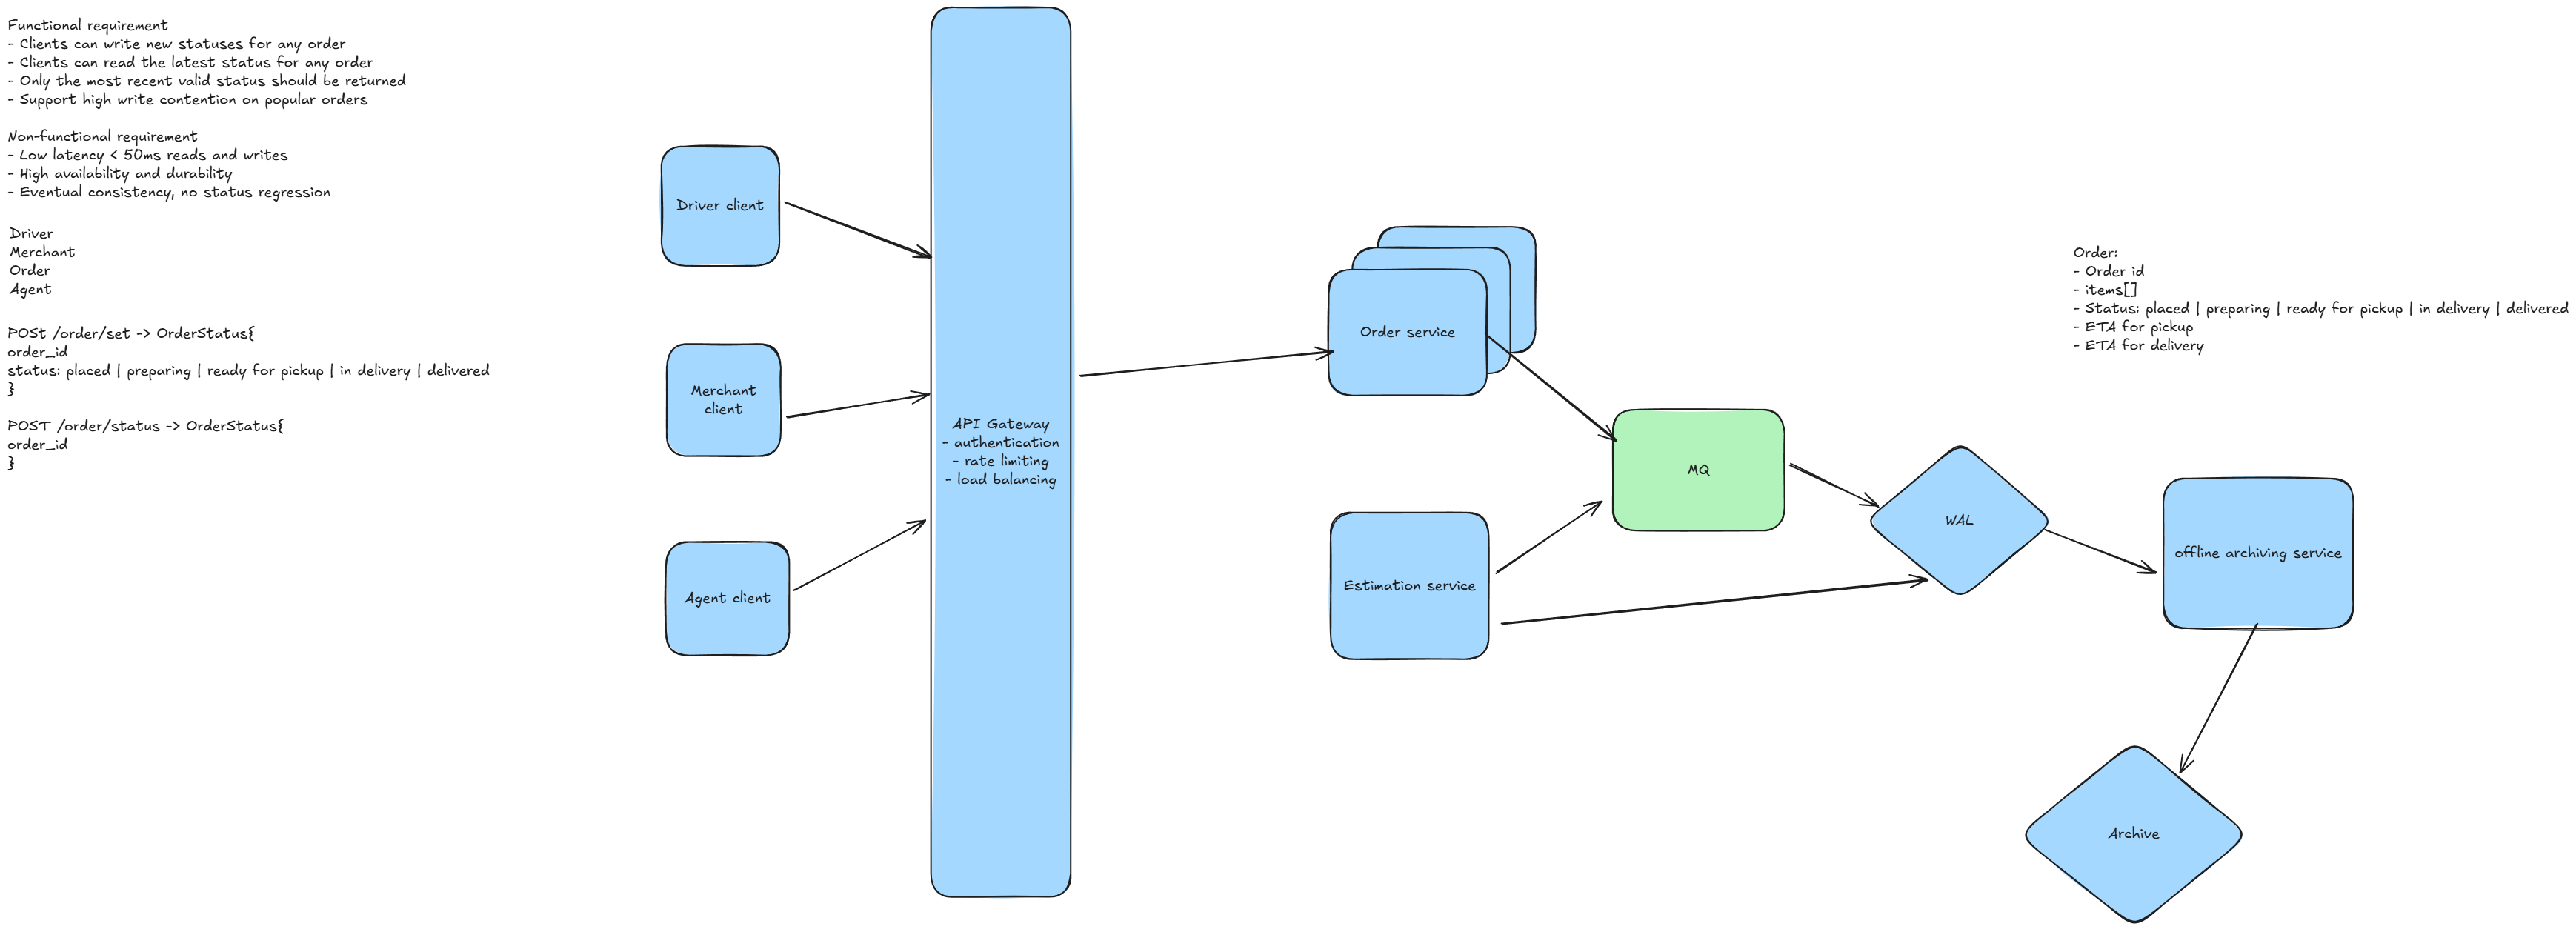 Functional requirement
- Clients can write new statuses for any order
- Clients can read the latest status for any order
- Only the most recent valid status should be returned
- Support high write contention on popular orders
Non-functional requirement
- Low latency < 50ms reads and writes
- High availability and durability
- Eventual consistency, no status regression
Driver
Merchant
Order
Agent
POSt /order/set -> OrderStatus{
order_id
status: placed | preparing | ready for pickup | in delivery | delivered
}
POST /order/status -> OrderStatus{
order_id
}
Driver client
Merchant
client
Agent client
API Gateway
- authentication
- rate limiting
- load balancing
Order service
Estimation service
MQ
WAL
offline archiving service
Archive
Order:
- Order id
- items[]
- Status: placed | preparing | ready for pickup | in delivery | delivered
- ETA for pickup
- ETA for delivery